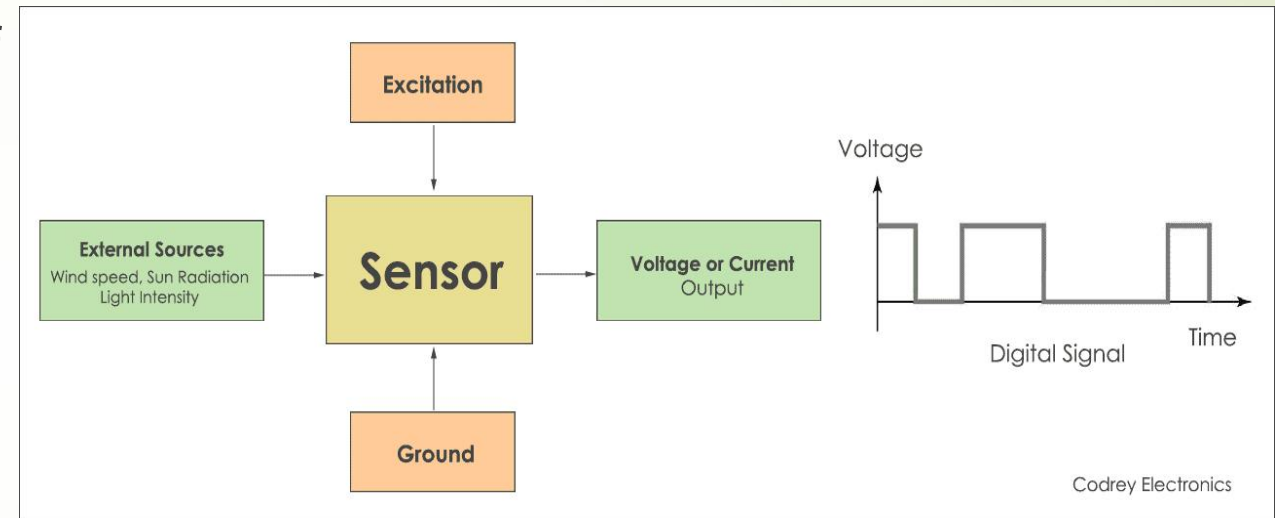 Excitation
External Sources
Wind speed, Sun Radiation
Light Intensity
Sensor
Voltage or Current
Output
Ground
Voltage
Time
Digital Signal
Codrey Electronics